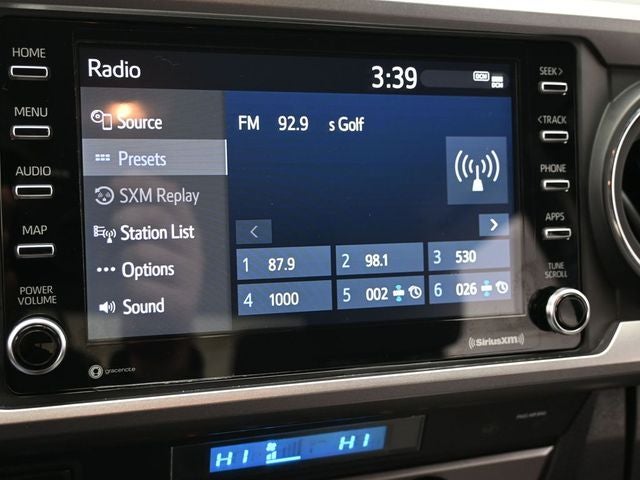 HOME
MENU
AUDIO
MAP
POWER
VOLUME
Radio
3:39
DCM
Source
Presets
SXM Replay
Station List
Options
Sound
FM 92.9 s Golf
<
>
1 87.9
2 98.1
3 530
4 1000
5 002
6 026
SEEK>
<TRACK
PHONE
APPS
TUNE
SCROLL
gracenote
((SiriusXM))
HI HI